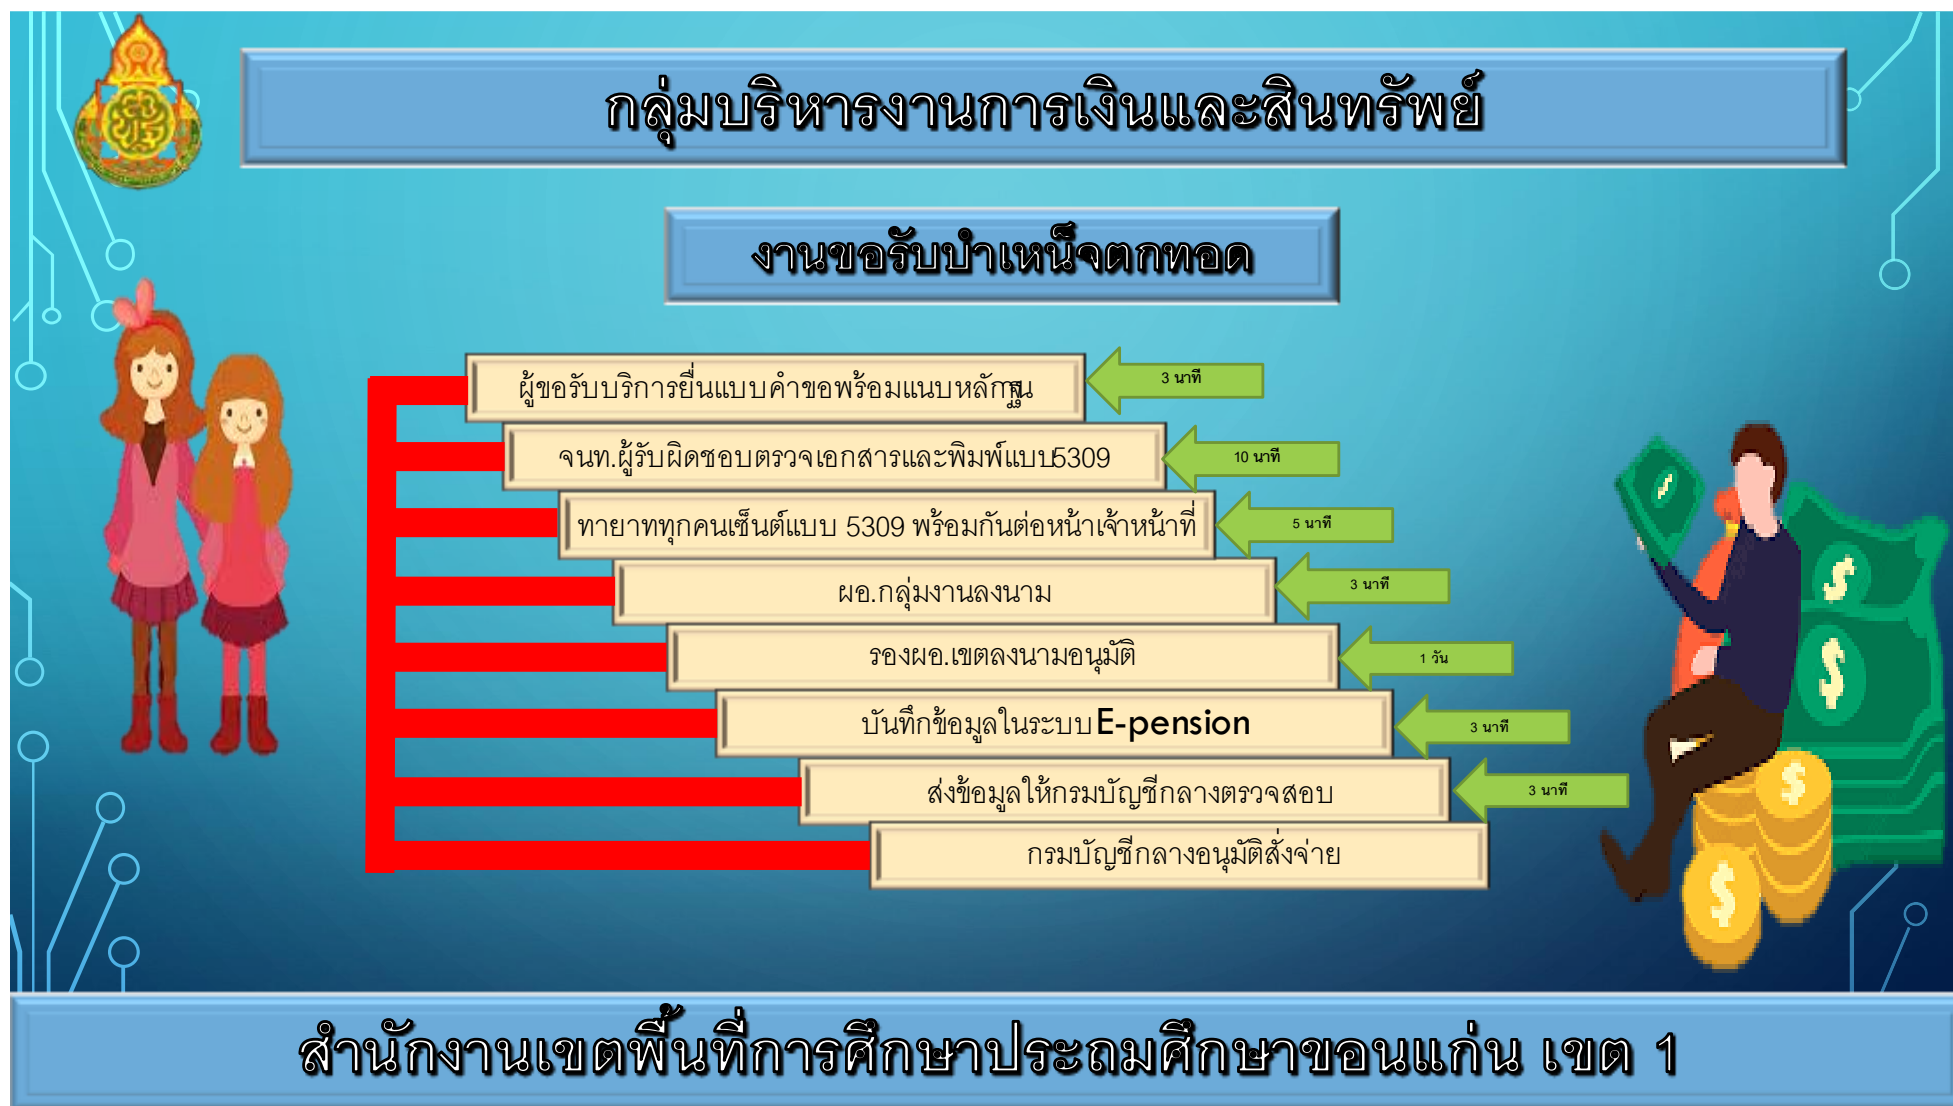 กลุ่มบริหารงานการเงินและสินทรัพย์
งานขอรับบำเหน็จตกทอด
ผู้ขอรับบริการยื่นแบบคำขอพร้อมแนบหลักฐาน
3 นาที
จนท.ผู้รับผิดชอบตรวจเอกสารและพิมพ์แบบ5309
10 นาที
ทายาททุกคนเซ็นต์แบบ 5309 พร้อมกันต่อหน้าเจ้าหน้าที่
5 นาที
ผอ.กลุ่มงานลงนาม
3 นาที
รองผอ.เขตลงนามอนุมัติ
1 วัน
บันทึกข้อมูลในระบบ E-pension
3 นาที
ส่งข้อมูลให้กรมบัญชีกลางตรวจสอบ
3 นาที
กรมบัญชีกลางอนุมัติสั่งจ่าย
สำนักงานเขตพื้นที่การศึกษาประถมศึกษาขอนแก่น เขต 1